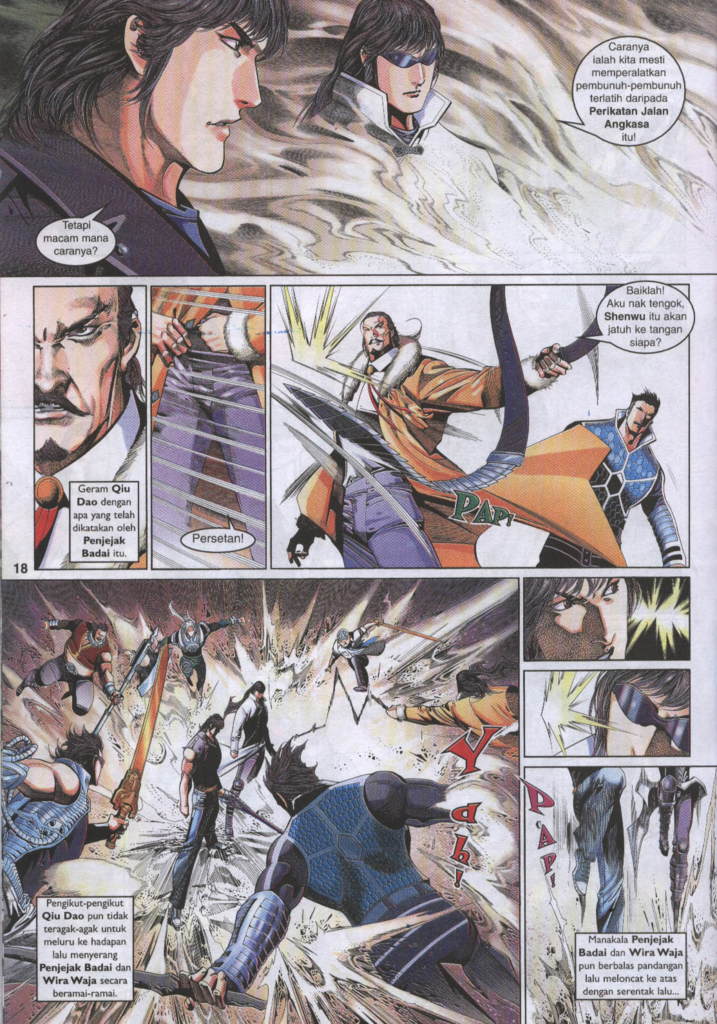 Caranya
ialah kita mesti
memperalatkan
pembunuh-pembunuh
terlatih daripada
Perikatan Jalan
Angkasa
itu!
Tetapi
macam mana
caranya?
Geram Qiu
Dao dengan
apa yang telah
dikatakan oleh
Penjejak
Badai itu.
Persetan!
Baiklah!
Aku nak tengok,
Shenwu itu akan
jatuh ke tangan
siapa?
PAP!
18
Yaah!
Pengikut-pengikut
Qiu Dao pun tidak
teragak-agak untuk
meluru ke hadapan
lalu menyerang
Penjejak Badai dan
Wira Waja secara
beramai-ramai.
PAP!
Manakala Penjejak
Badai dan Wira Waja
pun berbalas pandangan
lalu meloncat ke atas
dengan serentak lalu...